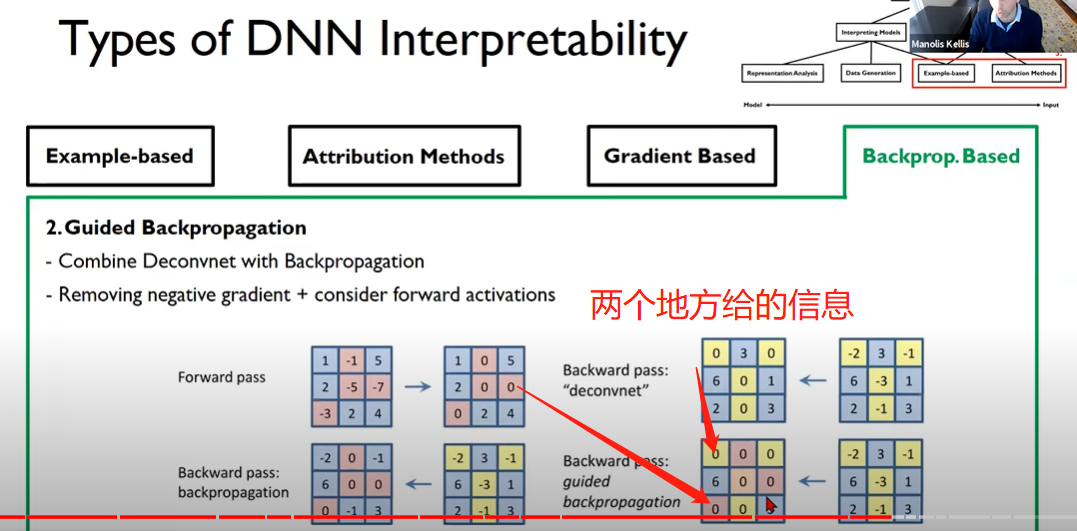 Types of DNN Interpretability
Interpreting Models
Manolis Kellis
Representation Analysis
Data Generation
Example-based
Attribution Methods
Model
Input
Example-based
Attribution Methods
Gradient Based
Backprop. Based
2. Guided Backpropagation
- Combine Deconvnet with Backpropagation
- Removing negative gradient + consider forward activations
两个地方给的信息
Forward pass
1 -1 5
2 -5 -7
-3 2 4
1 0 5
2 0 0
0 2 4
Backward pass:
"deconvnet"
0 3 0
6 0 1
2 0 3
-2 3 -1
6 -3 1
2 -1 3
Backward pass:
backpropagation
-2 0 -1
6 0 0
0 -1 3
-2 3 -1
6 -3 1
2 -1 3
Backward pass:
guided
backpropagation
0 0 0
6 0 0
0 0 3
-2 3 -1
6 -3 1
2 -1 3